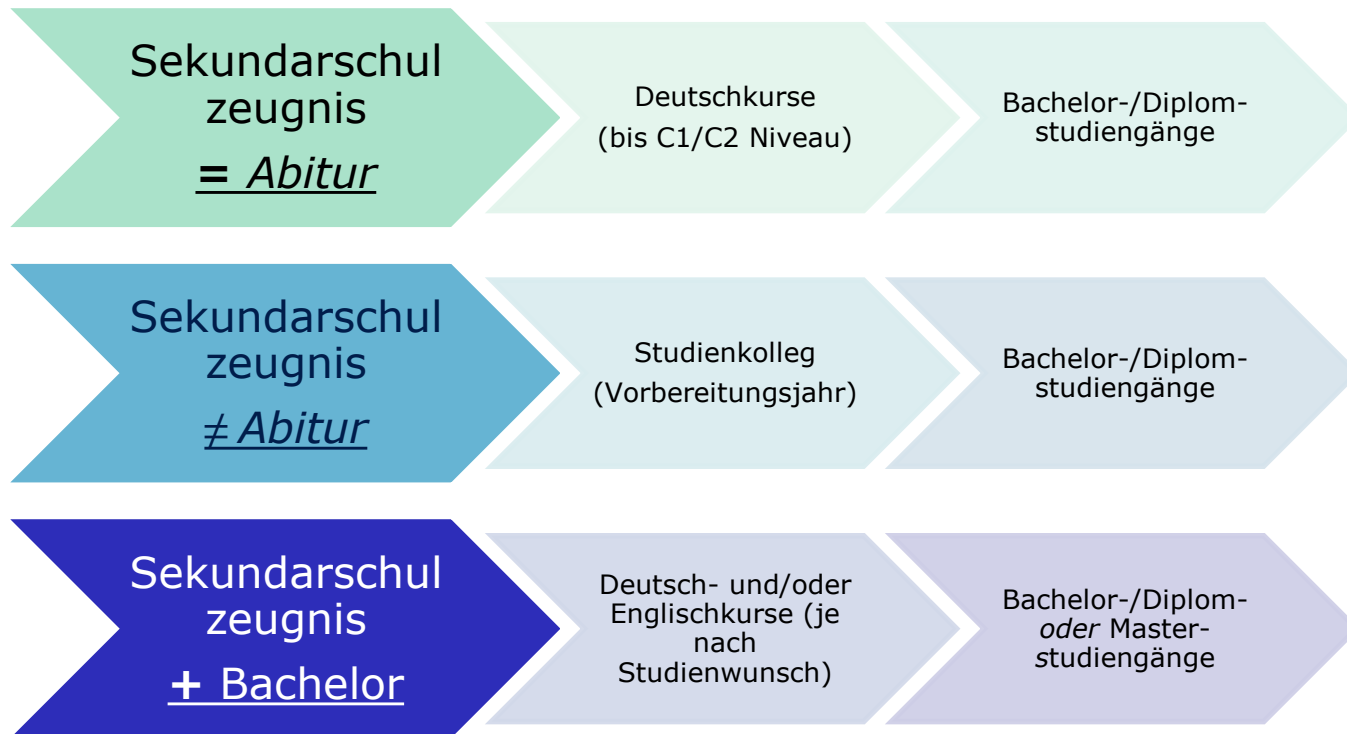 Sekundarschul
zeugnis
= Abitur
Deutschkurse
(bis C1/C2 Niveau)
Bachelor-/Diplom-
studiengänge
Sekundarschul
zeugnis
≠ Abitur
Studienkolleg
(Vorbereitungsjahr)
Bachelor-/Diplom-
studiengänge
Sekundarschul
zeugnis
+ Bachelor
Deutsch- und/oder
Englischkurse (je
nach
Studienwunsch)
Bachelor-/Diplom-
oder Master-
studiengänge